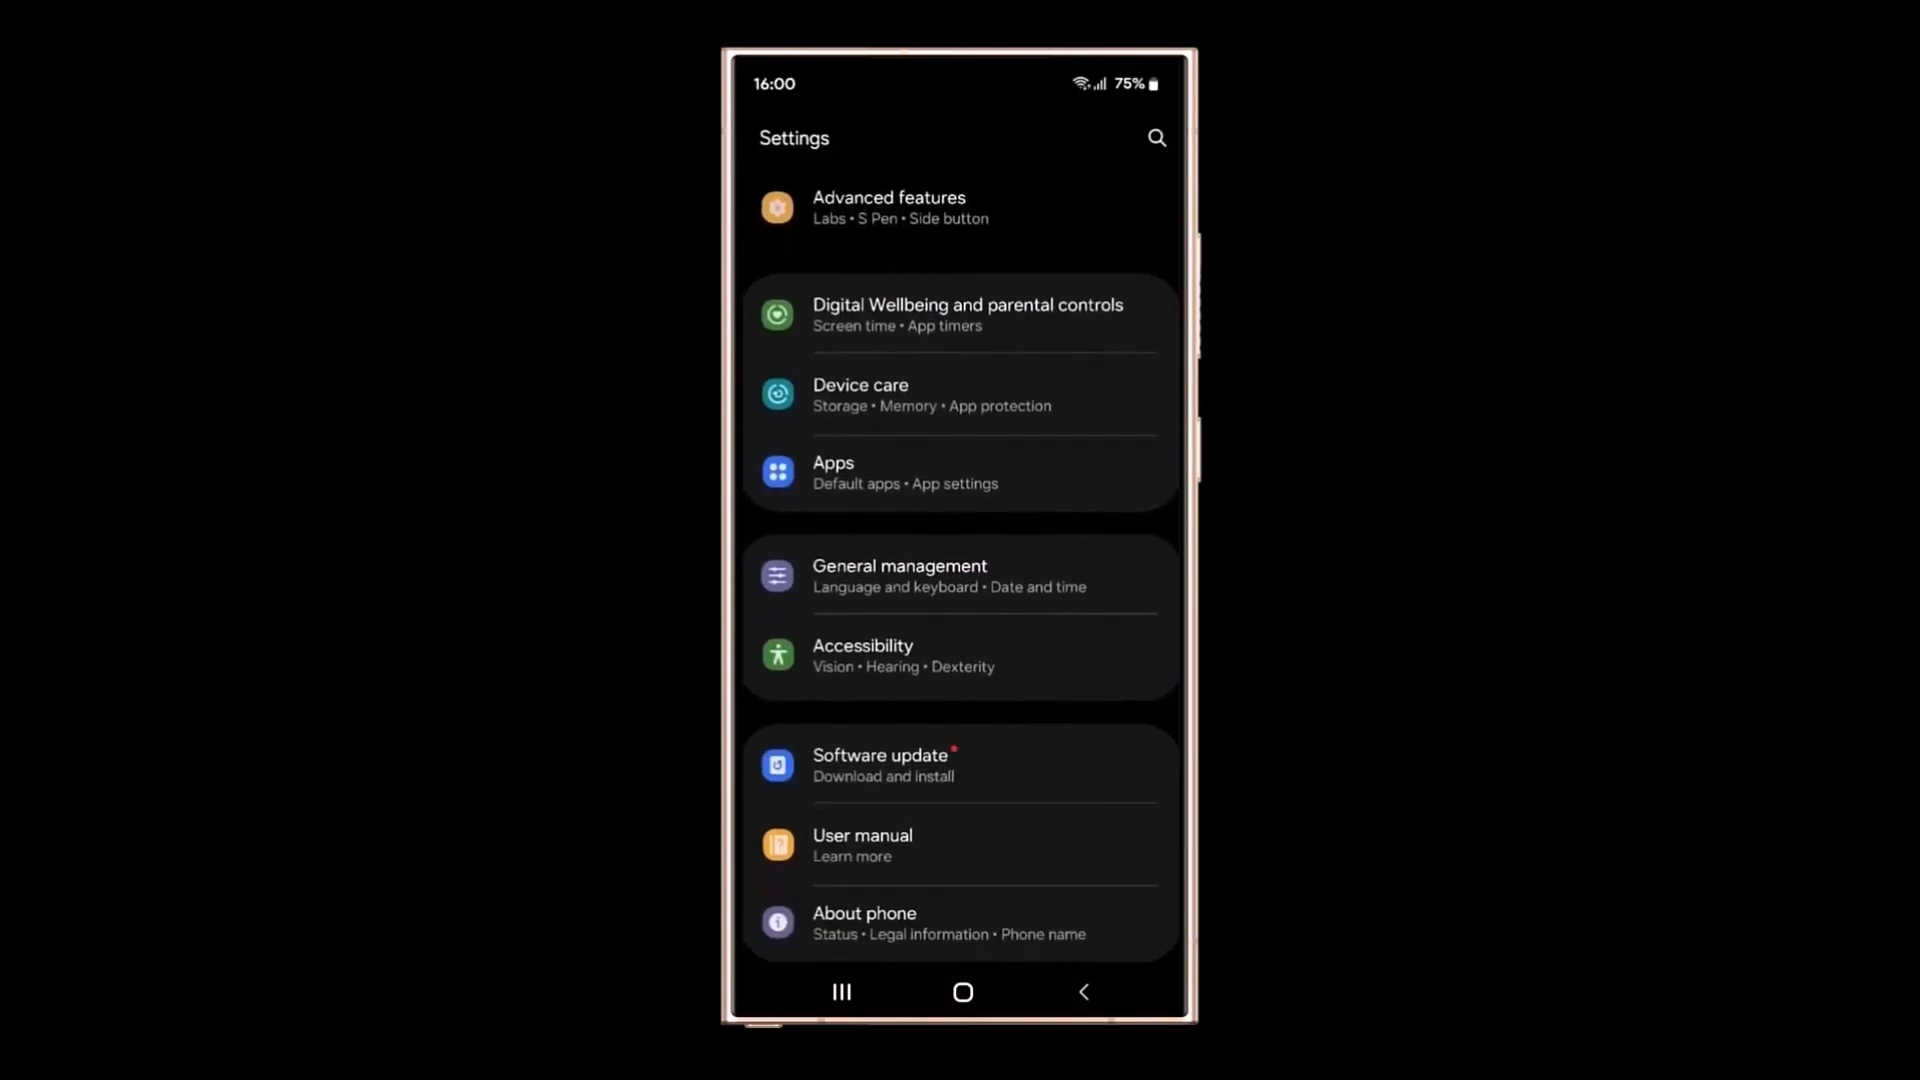 16:00
75%
Settings
Advanced features
Labs • S Pen • Side button
Digital Wellbeing and parental controls
Screen time • App timers
Device care
Storage • Memory • App protection
Apps
Default apps • App settings
General management
Language and keyboard • Date and time
Accessibility
Vision • Hearing • Dexterity
Software update
Download and install
User manual
Learn more
About phone
Status • Legal information • Phone name